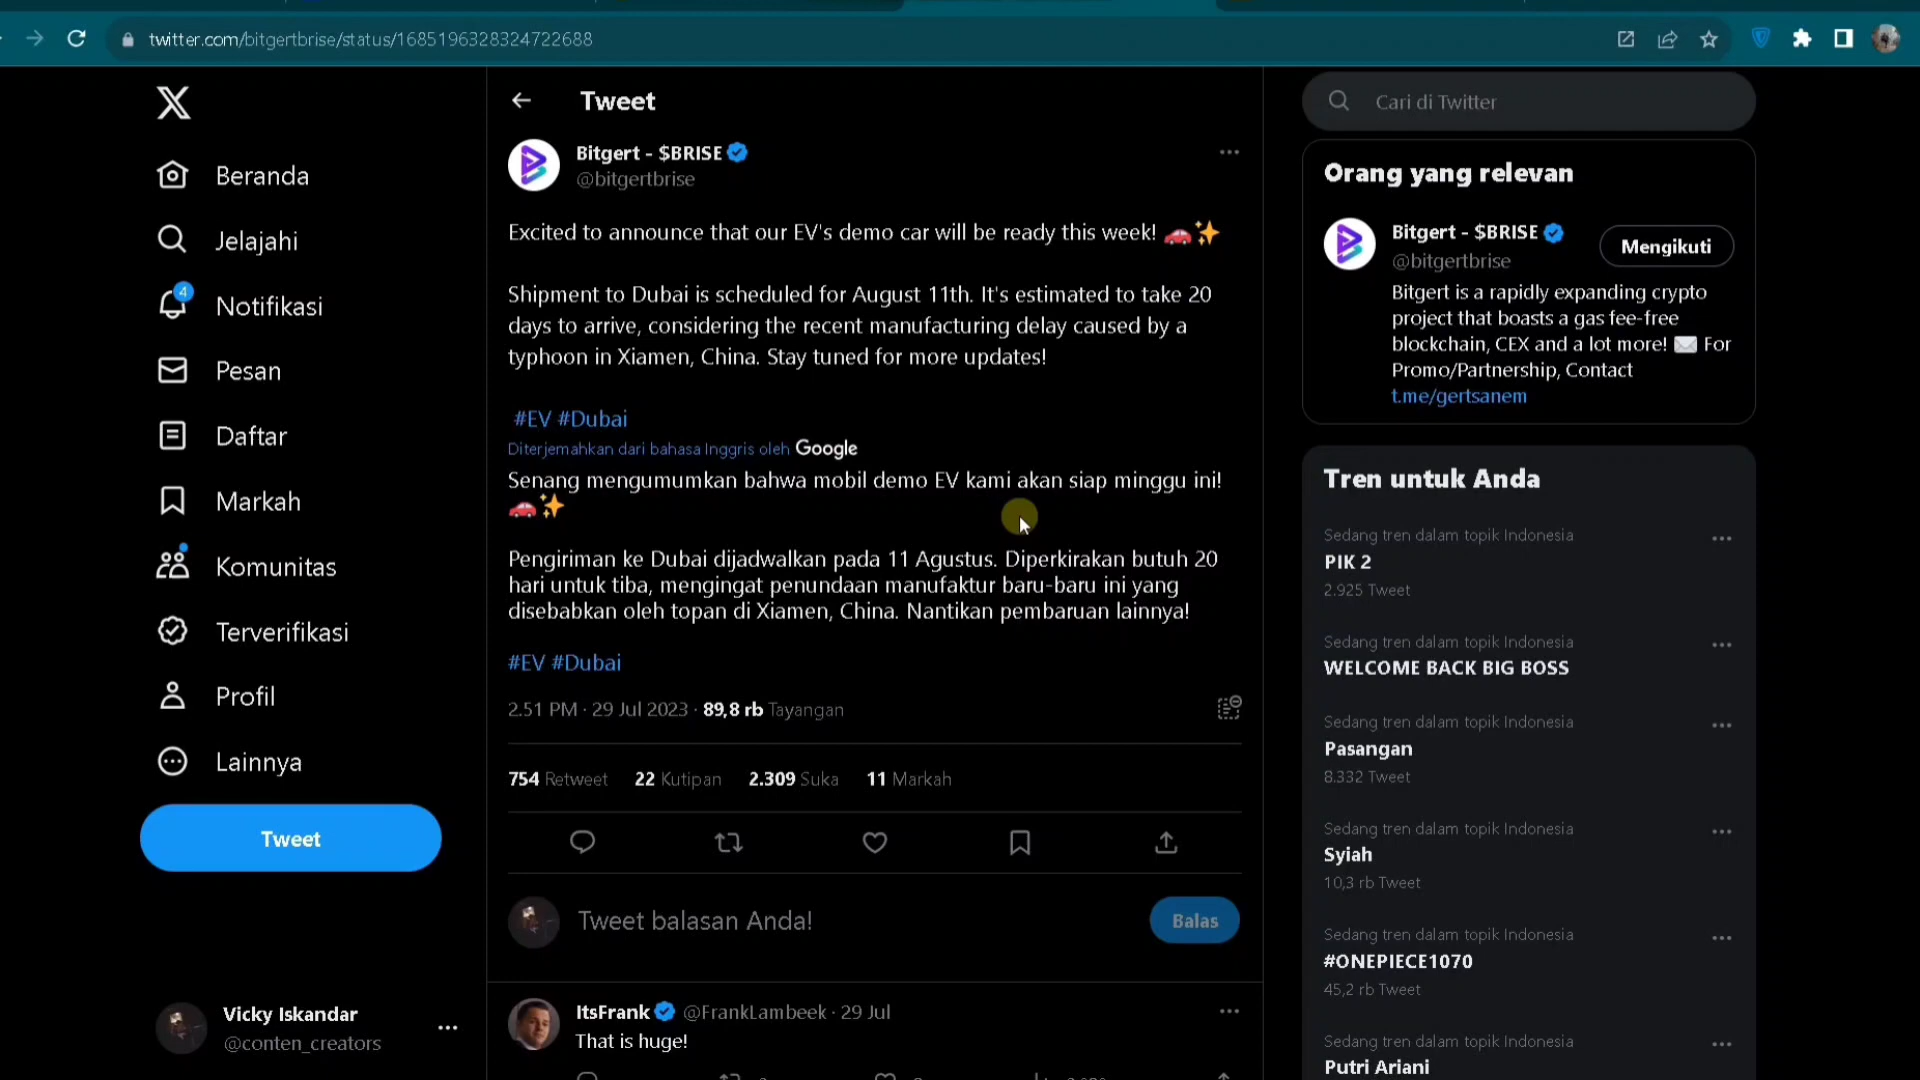 twitter.com/bitgertbrise/status/1685196328324722688
X
Beranda
Jelajahi
4
Notifikasi
Pesan
Daftar
Markah
Komunitas
Terverifikasi
Profil
Lainnya
Tweet
Vicky Iskandar
@conten_creators
Tweet
Bitgert - $BRISE
@bitgertbrise
Excited to announce that our EV's demo car will be ready this week! 🚗✨
Shipment to Dubai is scheduled for August 11th. It's estimated to take 20
days to arrive, considering the recent manufacturing delay caused by a
typhoon in Xiamen, China. Stay tuned for more updates!
#EV #Dubai
Diterjemahkan dari bahasa Inggris oleh Google
Senang mengumumkan bahwa mobil demo EV kami akan siap minggu ini!
🚗✨
Pengiriman ke Dubai dijadwalkan pada 11 Agustus. Diperkirakan butuh 20
hari untuk tiba, mengingat penundaan manufaktur baru-baru ini yang
disebabkan oleh topan di Xiamen, China. Nantikan pembaruan lainnya!
#EV #Dubai
2.51 PM · 29 Jul 2023 · 89,8 rb Tayangan
754 Retweet 22 Kutipan 2.309 Suka 11 Markah
Tweet balasan Anda!
Balas
ItsFrank @FrankLambeek · 29 Jul
That is huge!
Cari di Twitter
Orang yang relevan
Bitgert - $BRISE
@bitgertbrise
Mengikuti
Bitgert is a rapidly expanding crypto
project that boasts a gas fee-free
blockchain, CEX and a lot more! ✉️ For
Promo/Partnership, Contact
t.me/gertsanem
Tren untuk Anda
Sedang tren dalam topik Indonesia
PIK 2
2.925 Tweet
Sedang tren dalam topik Indonesia
WELCOME BACK BIG BOSS
Sedang tren dalam topik Indonesia
Pasangan
8.332 Tweet
Sedang tren dalam topik Indonesia
Syiah
10,3 rb Tweet
Sedang tren dalam topik Indonesia
#ONEPIECE1070
45,2 rb Tweet
Sedang tren dalam topik Indonesia
Putri Ariani